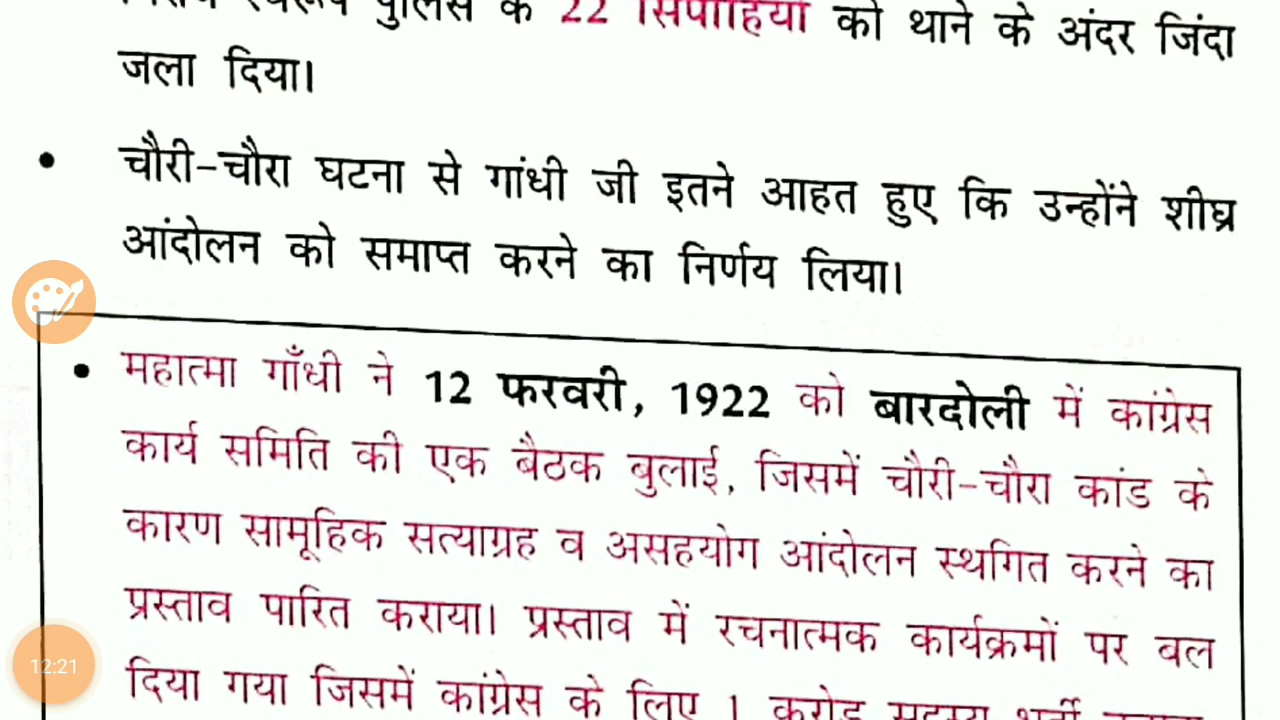 के 22 सिपाहियों को थाने के अंदर जिंदा
जला दिया।
• चौरी-चौरा घटना से गांधी जी इतने आहत हुए कि उन्होंने शीघ्र
आंदोलन को समाप्त करने का निर्णय लिया।
• महात्मा गाँधी ने 12 फरवरी, 1922 को बारदोली में कांग्रेस
कार्य समिति की एक बैठक बुलाई, जिसमें चौरी-चौरा कांड के
कारण सामूहिक सत्याग्रह व असहयोग आंदोलन स्थगित करने का
प्रस्ताव पारित कराया। प्रस्ताव में रचनात्मक कार्यक्रमों पर बल
दिया गया जिसमें कांग्रेस के लिए 1 करोड़ सदस्य भर्ती
12:21